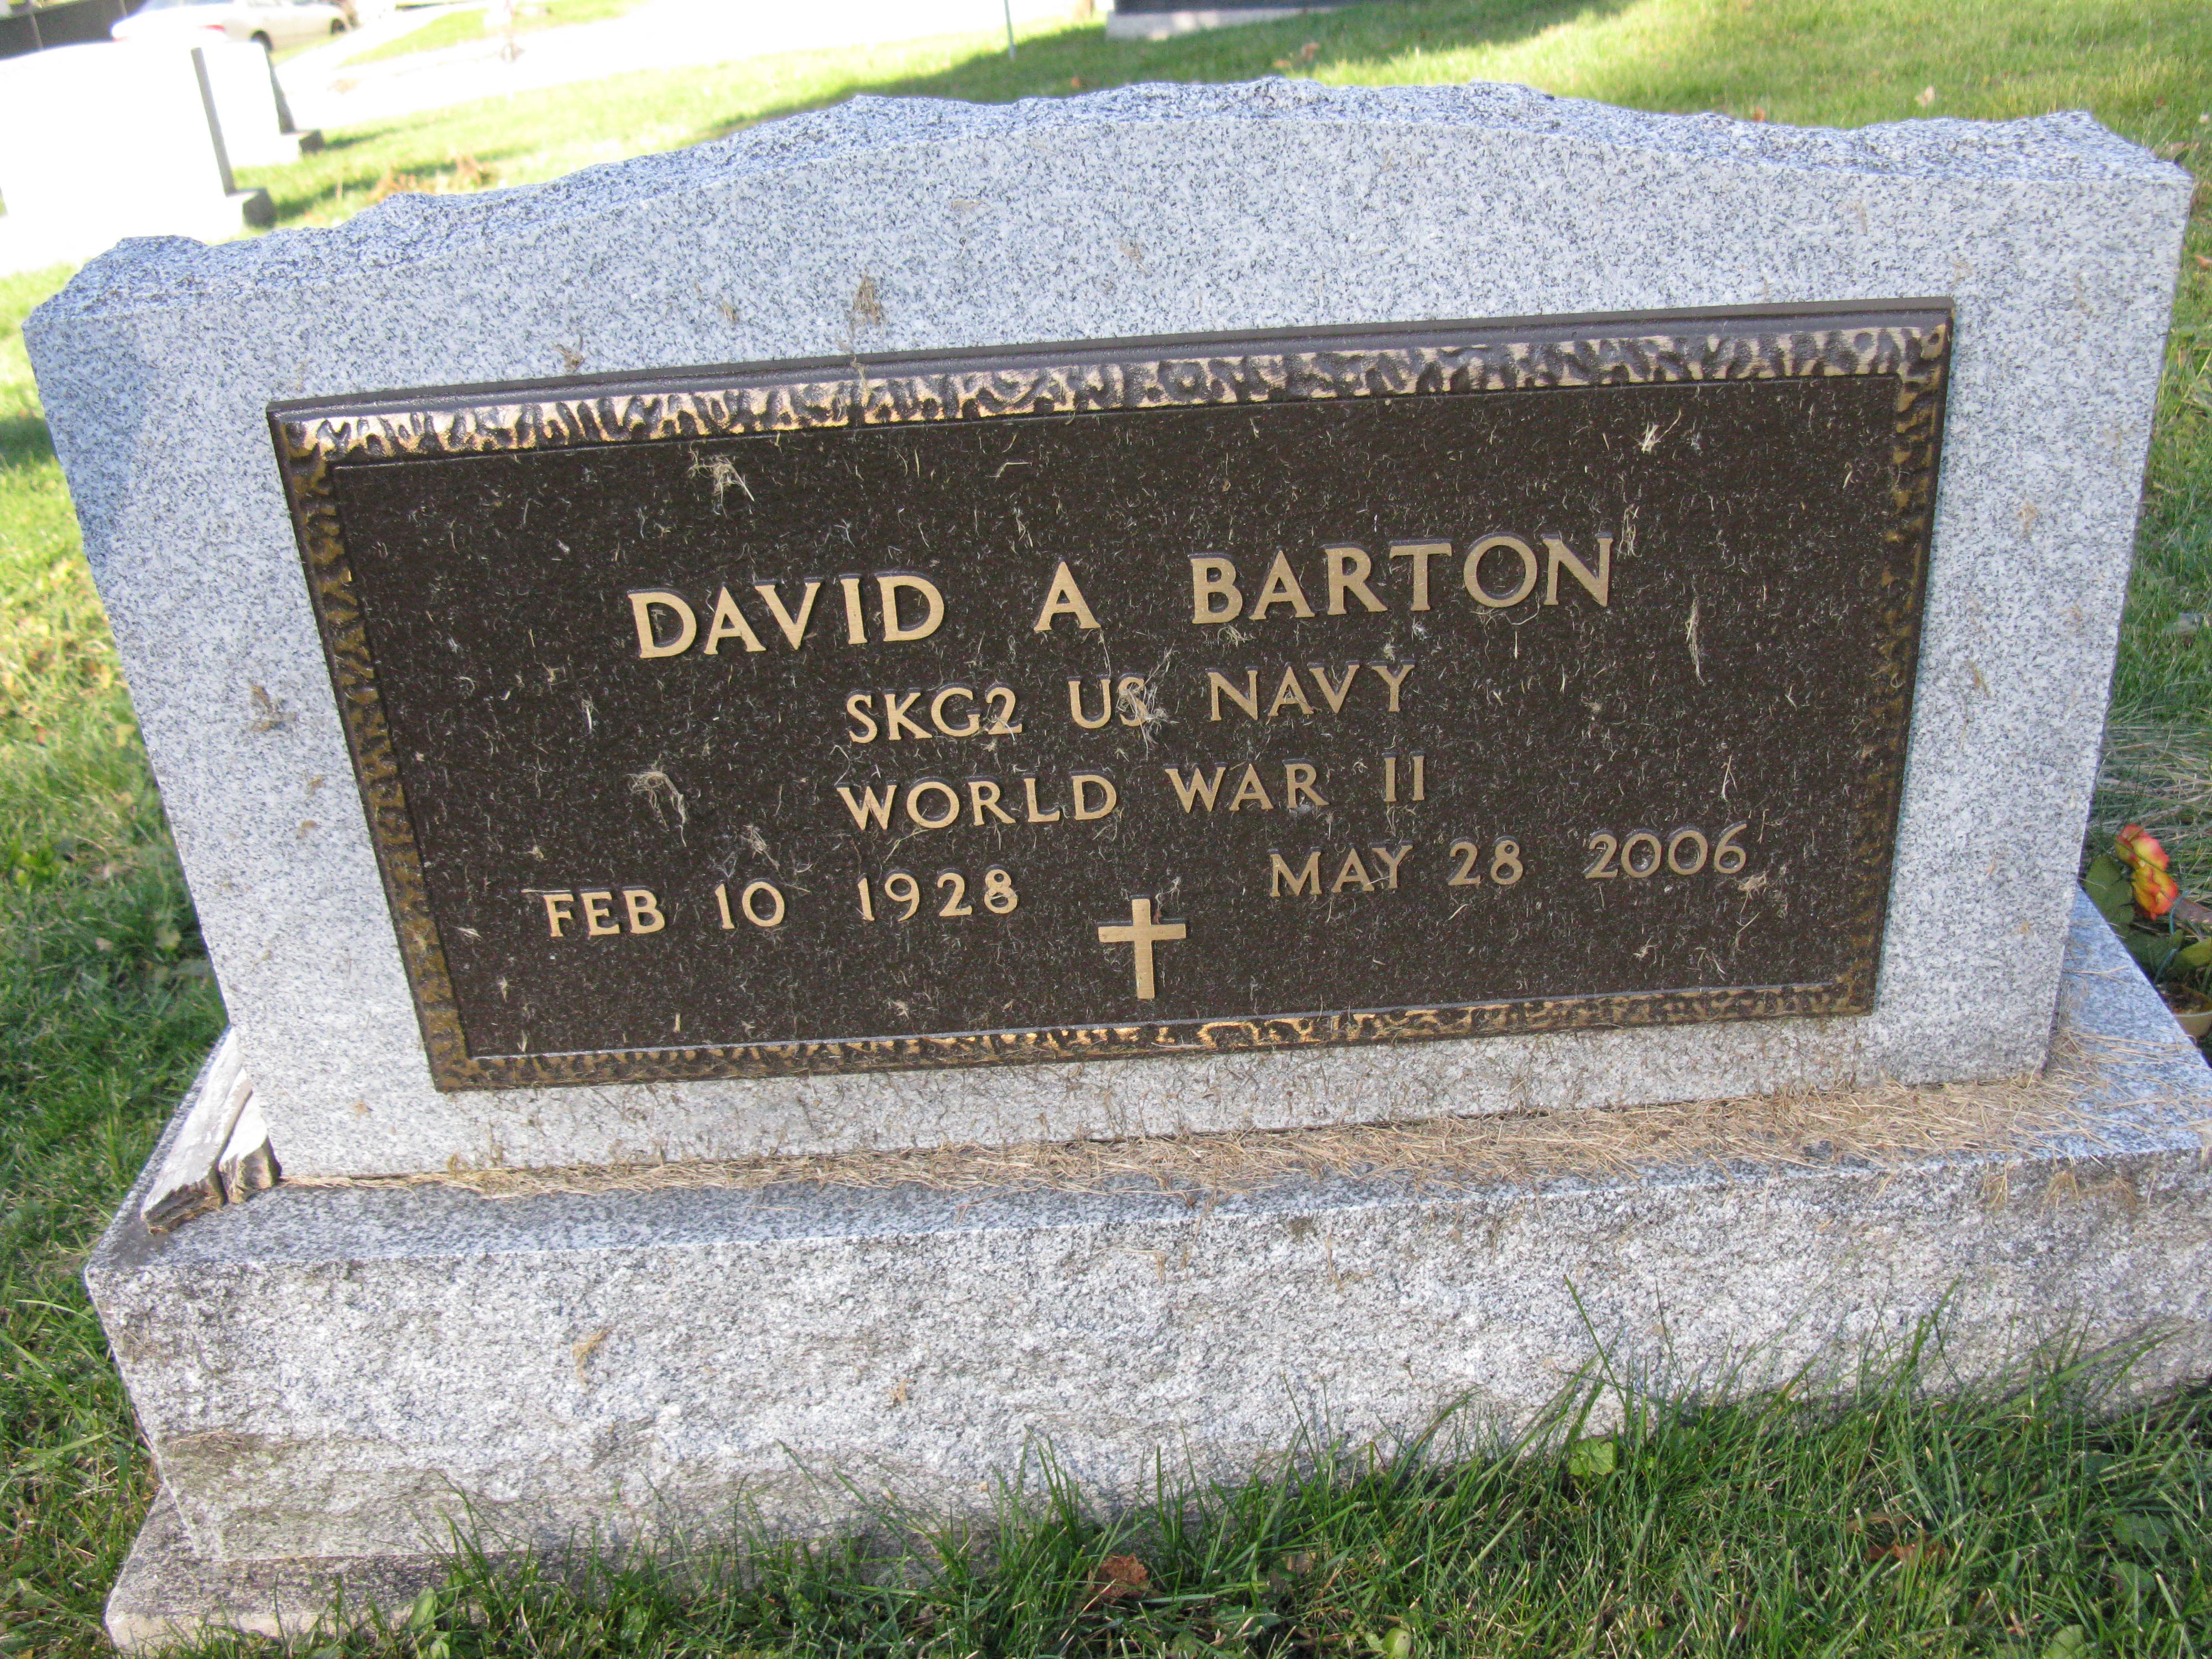 DAVID A BARTON
SKG2 US NAVY
WORLD WAR II
FEB 10 1928 MAY 28 2006